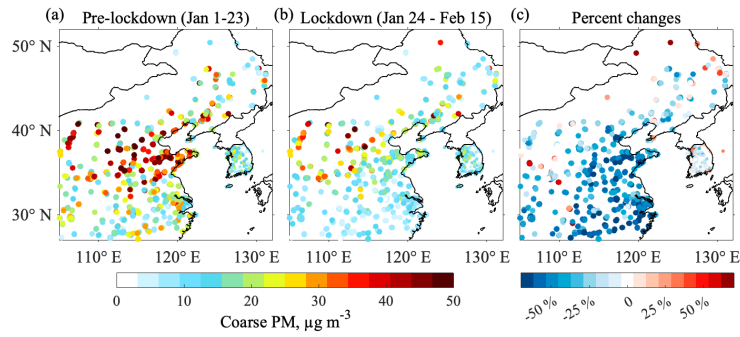 (a) Pre-lockdown (Jan 1-23) (b) Lockdown (Jan 24 - Feb 15) (c) Percent changes
50° N
40° N
30° N
110° E 120° E 130° E 110° E 120° E 130° E 110° E 120° E 130° E
0 10 20 30 40 50 -50 % -25 % 0 25 % 50 %
Coarse PM, µg m⁻³